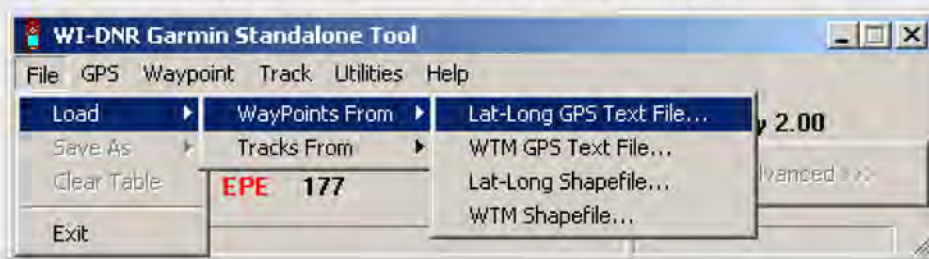 WI-DNR Garmin Standalone Tool
File GPS Waypoint Track Utilities Help
Load WayPoints From Lat-Long GPS Text File...
2.00
Save As Tracks From WTM GPS Text File...
Clear Table EPE 177 Lat-Long Shapefile...
WTM Shapefile...
Exit